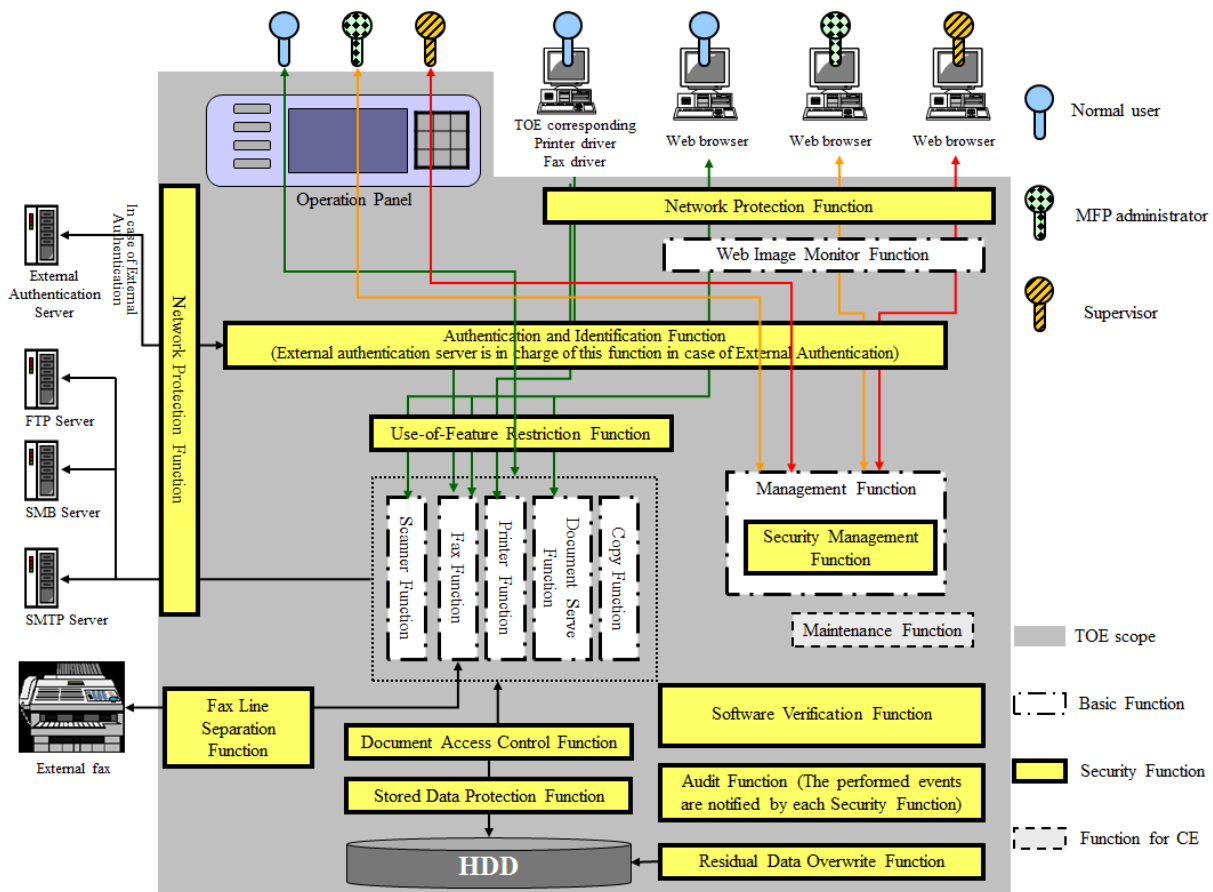 TOE corresponding
Printer driver
Fax driver
Web browser
Web browser
Web browser
Normal user
Operation Panel
Network Protection Function
MFP administrator
Web Image Monitor Function
In case of External
Authentication
External
Authentication
Server
Network Protection Function
Supervisor
Authentication and Identification Function
(External authentication server is in charge of this function in case of External Authentication)
FTP Server
Use-of-Feature Restriction Function
SMB Server
Scanner Function
Fax Function
Printer Function
Document Serve
Function
Copy Function
Management Function
Security Management
Function
SMTP Server
Maintenance Function
TOE scope
Fax Line
Separation
Function
External fax
Document Access Control Function
Software Verification Function
Basic Function
Stored Data Protection Function
Audit Function (The performed events
are notified by each Security Function)
Security Function
HDD
Residual Data Overwrite Function
Function for CE